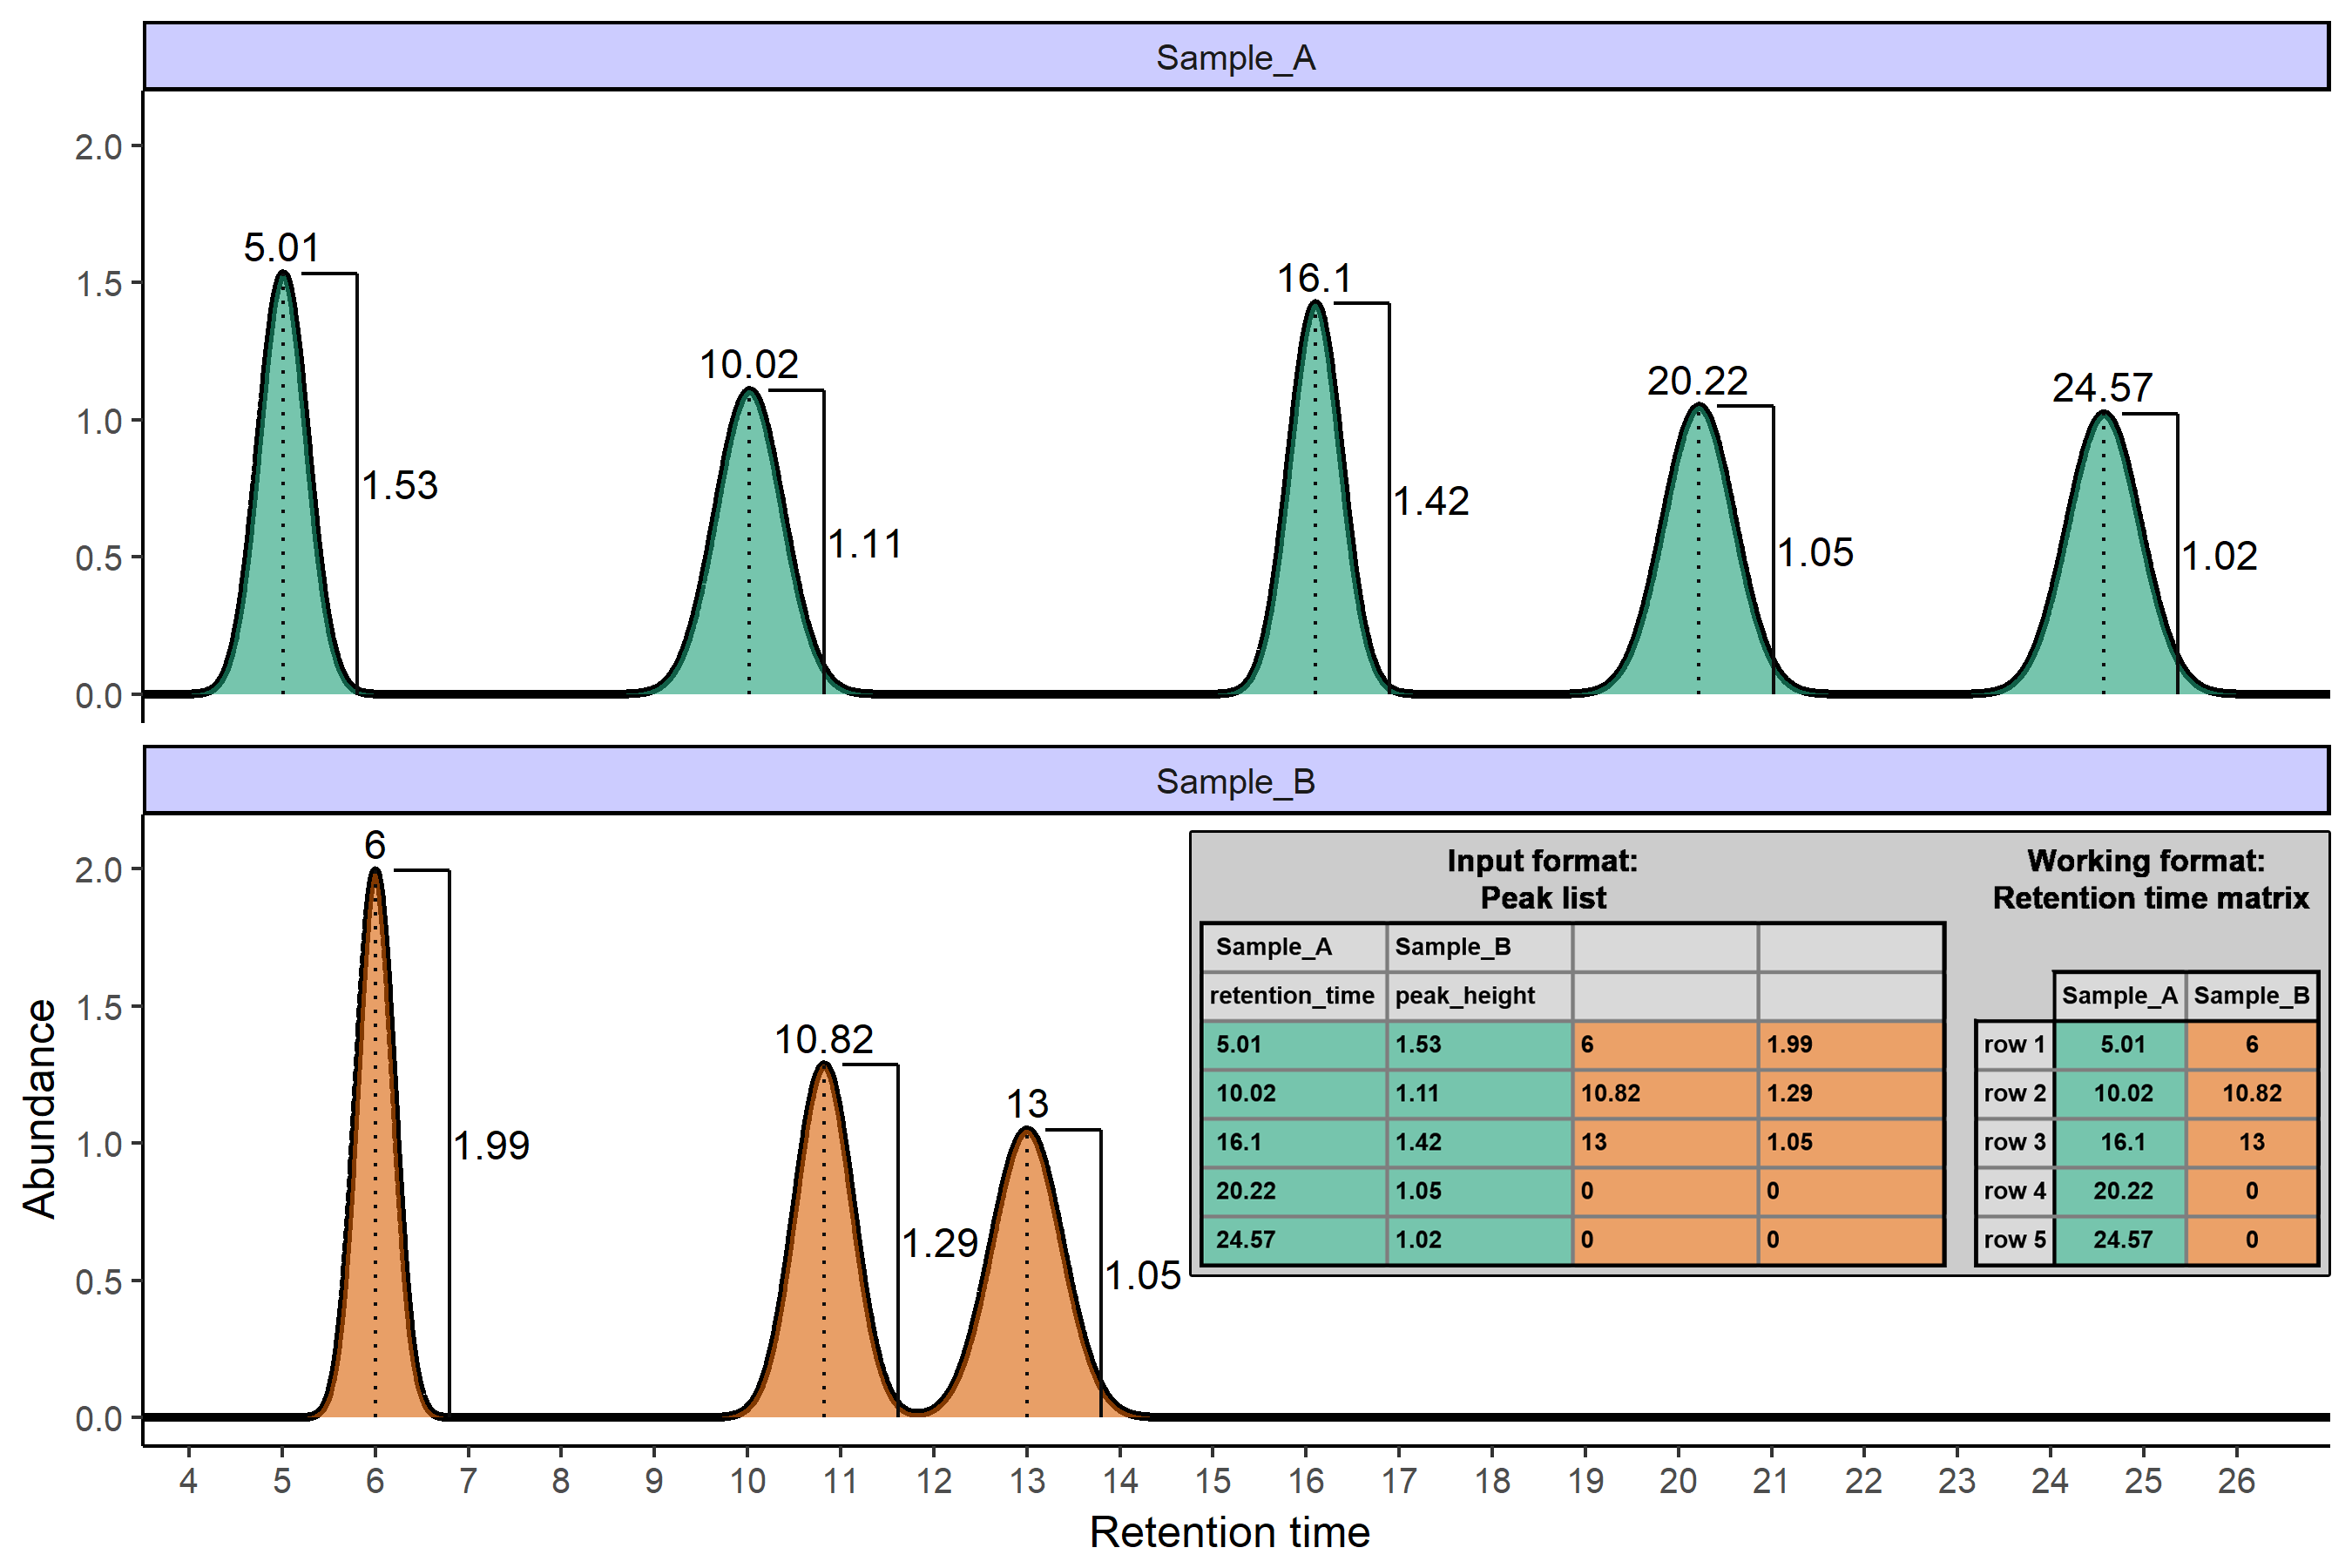 Sample_A
2.0
1.5
1.0
0.5
0.0
5.01
1.53
10.02
1.11
16.1
1.42
20.22
1.05
24.57
1.02
Sample_B
Abundance
2.0
1.5
1.0
0.5
0.0
6
1.99
10.82
1.29
13
1.05
Input format:
Peak list
Sample_A Sample_B
retention_time peak_height
5.01 1.53 6 1.99
10.02 1.11 10.82 1.29
16.1 1.42 13 1.05
20.22 1.05 0 0
24.57 1.02 0 0
Working format:
Retention time matrix
Sample_A Sample_B
row 1 5.01 6
row 2 10.02 10.82
row 3 16.1 13
row 4 20.22 0
row 5 24.57 0
4 5 6 7 8 9 10 11 12 13 14 15 16 17 18 19 20 21 22 23 24 25 26
Retention time